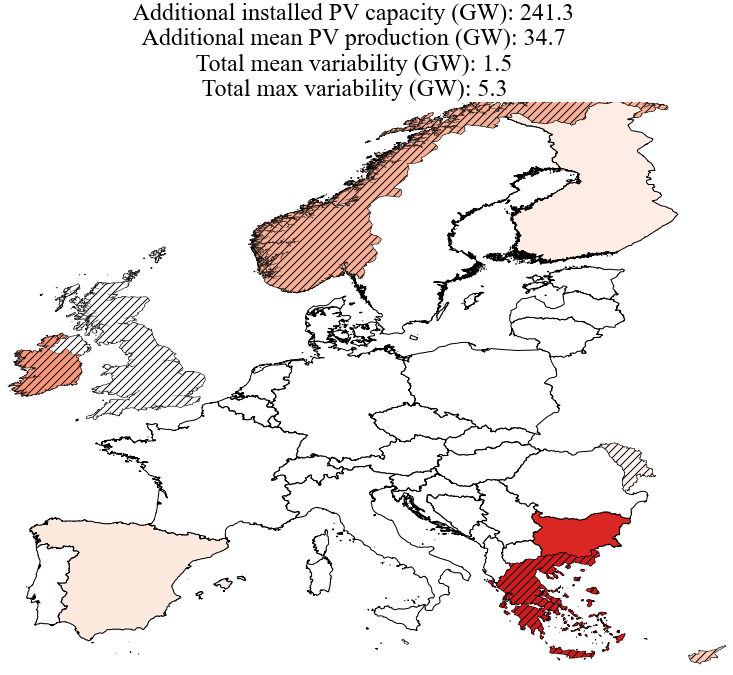 Additional installed PV capacity (GW): 241.3
Additional mean PV production (GW): 34.7
Total mean variability (GW): 1.5
Total max variability (GW): 5.3